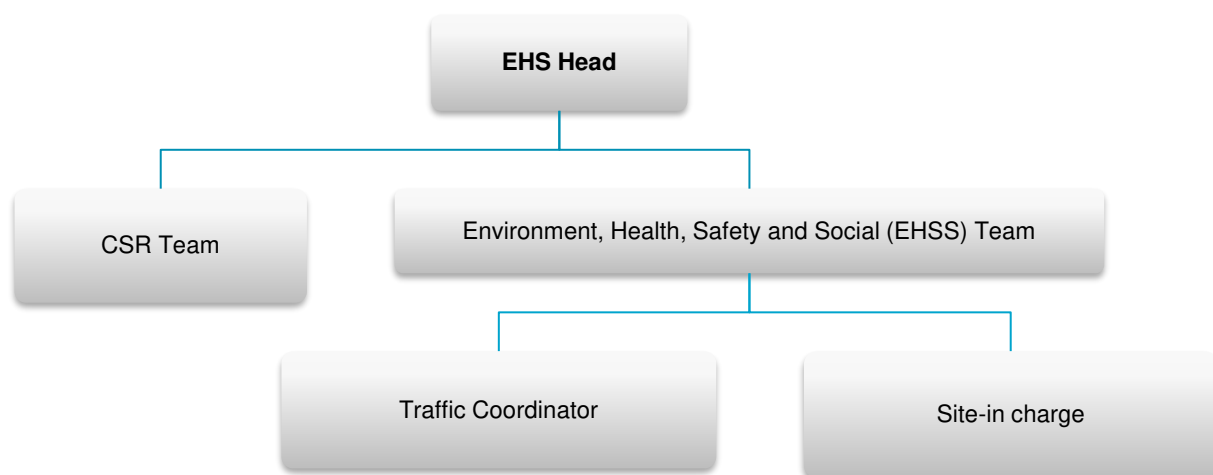 EHS Head
CSR Team
Environment, Health, Safety and Social (EHSS) Team
Traffic Coordinator
Site-in charge